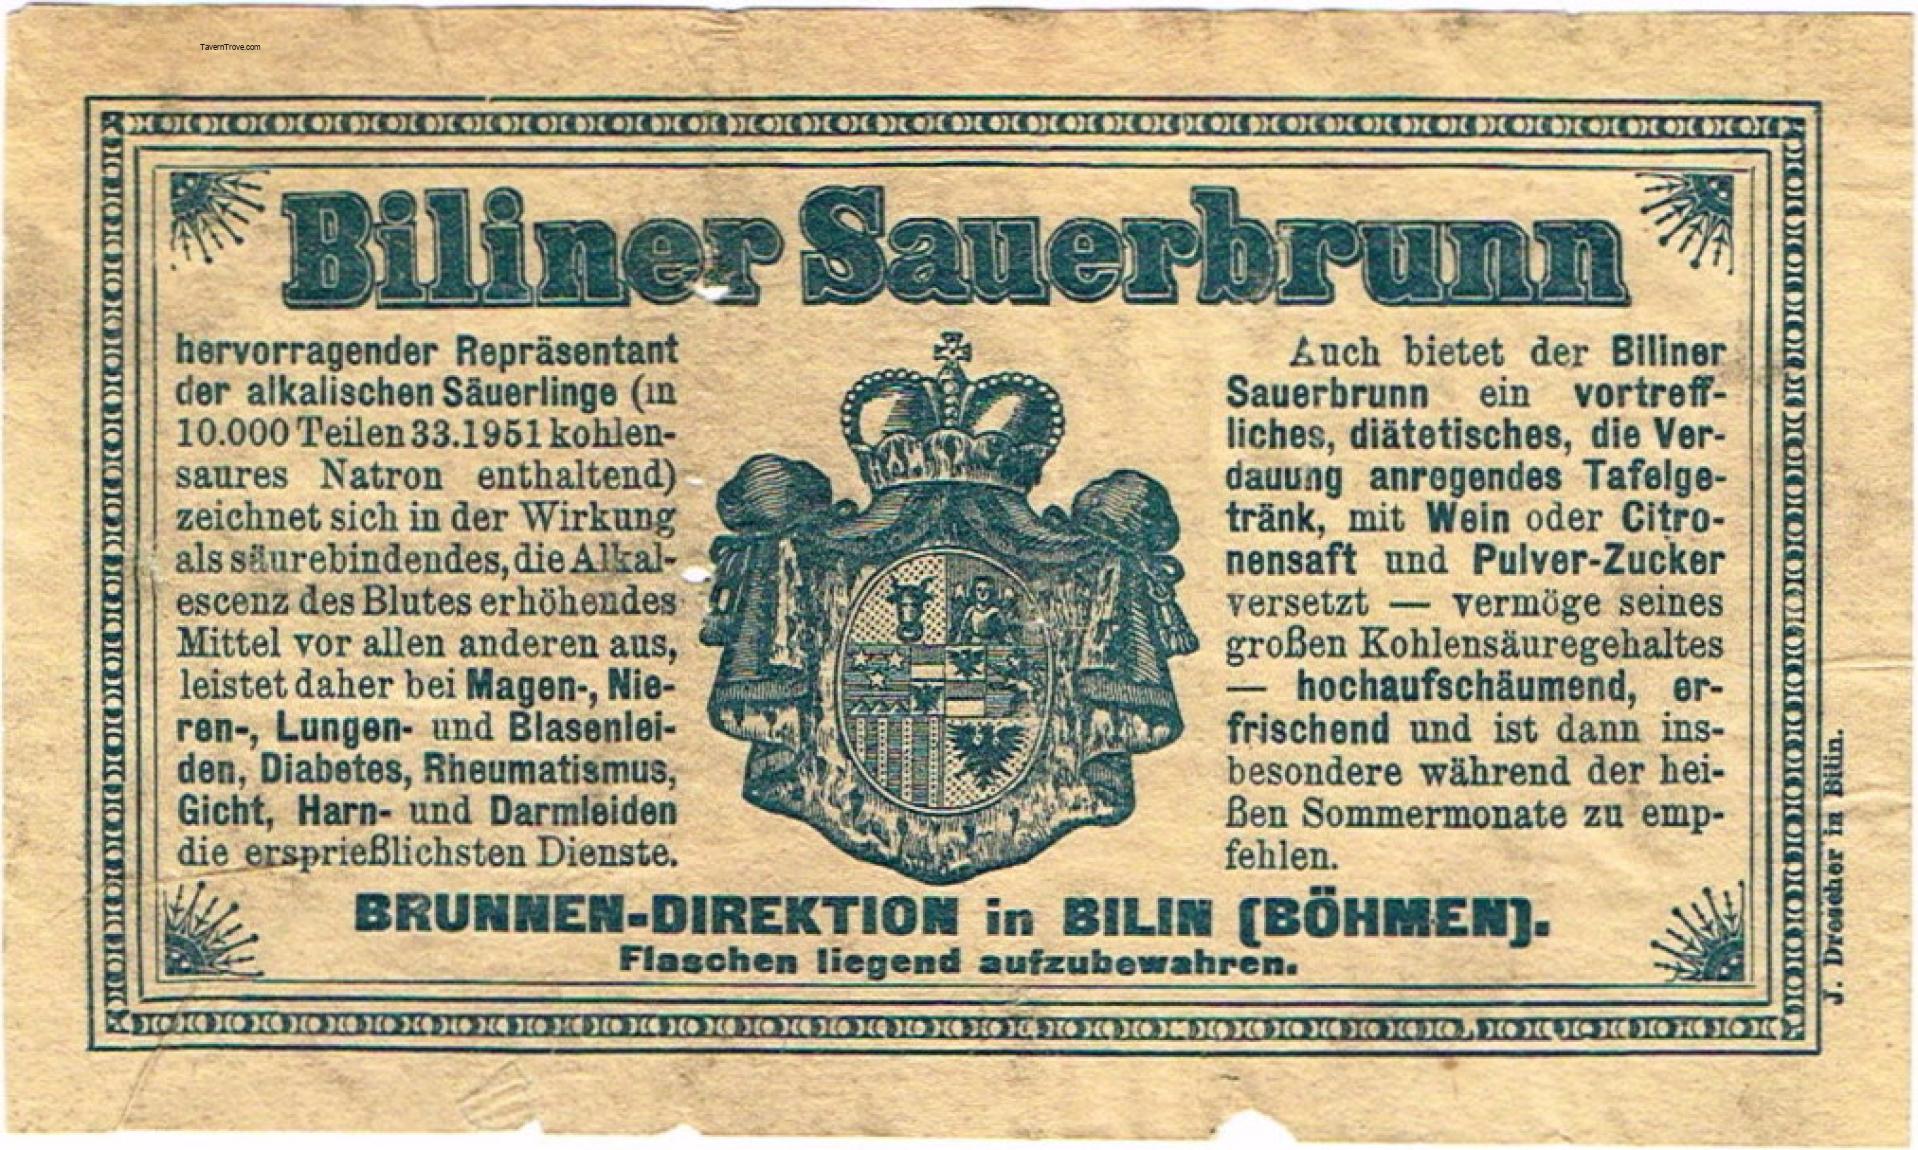 TavernTrove.com
Biliner Sauerbrunn
hervorragender Repräsentant
der alkalischen Säuerlinge (in
10.000 Teilen 33.1951 kohlen-
saures Natron enthaltend)
zeichnet sich in der Wirkung
als säurebindendes, die Alkal-
escenz des Blutes erhöhendes
Mittel vor allen anderen aus,
leistet daher bei Magen-, Nie-
ren-, Lungen- und Blasenlei-
den, Diabetes, Rheumatismus,
Gicht, Harn- und Darmleiden
die ersprießlichsten Dienste.
Auch bietet der Biliner
Sauerbrunn ein vortreff-
liches, diätetisches, die Ver-
dauung anregendes Tafelge-
tränk, mit Wein oder Citro-
nensaft und Pulver-Zucker
versetzt — vermöge seines
großen Kohlensäuregehaltes
— hochaufschäumend, er-
frischend und ist dann ins-
besondere während der hei-
ßen Sommermonate zu emp-
fehlen.
BRUNNEN-DIREKTION in BILIN (BÖHMEN).
Flaschen liegend aufzubewahren.
J. Drescher in Bilin.